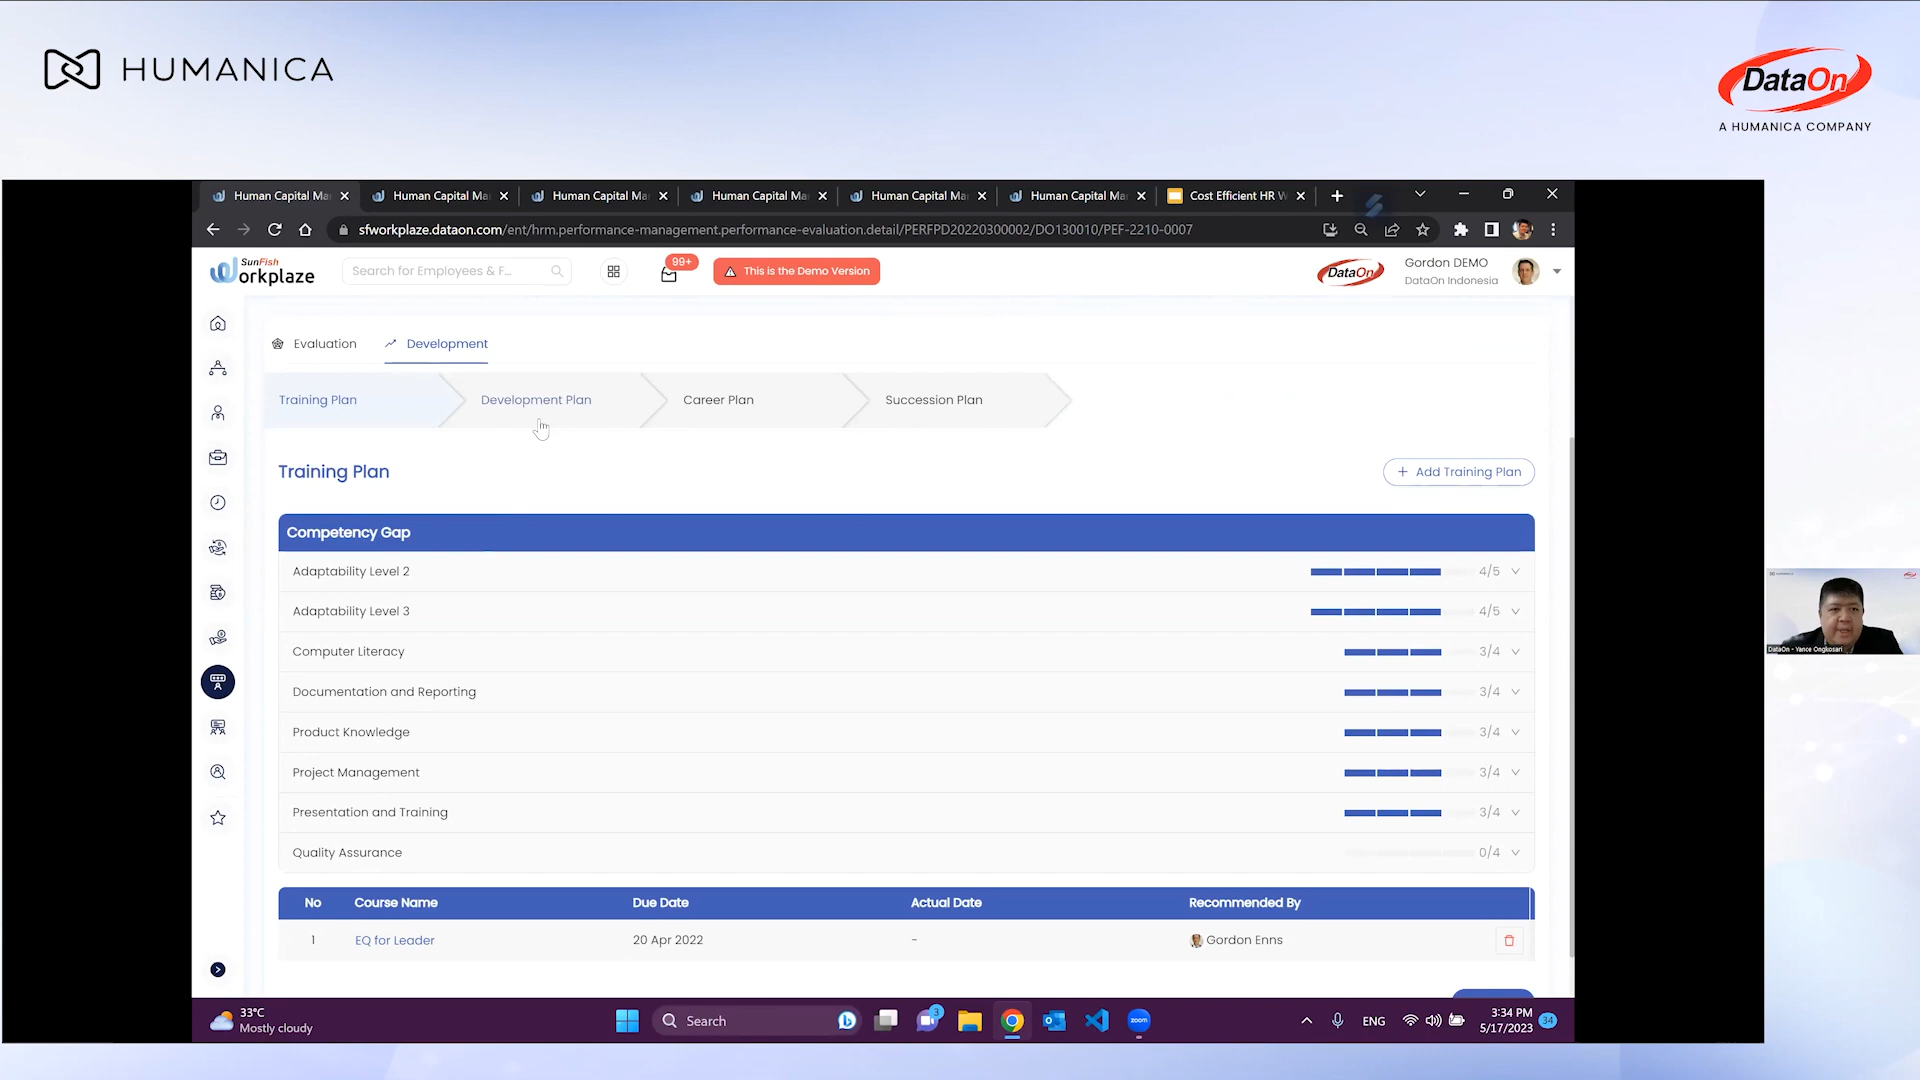 HUMANICA
DataOn
A HUMANICA COMPANY
Human Capital Ma
Human Capital Ma
Human Capital Ma
Human Capital Ma
Human Capital Ma
Human Capital Ma
Cost Efficient HR W
sfworkplaze.dataon.com/ent/hrm.performance-management.performance-evaluation.detail/PERFPD20220300002/DO130010/PEF-2210-0007
SunFish
Workplaze
Search for Employees & F...
99+
This is the Demo Version
DataOn
Gordon DEMO
DataOn Indonesia
Evaluation
Development
Training Plan
Development Plan
Career Plan
Succession Plan
Training Plan
+ Add Training Plan
Competency Gap
Adaptability Level 2 4/5
Adaptability Level 3 4/5
Computer Literacy 3/4
Documentation and Reporting 3/4
Product Knowledge 3/4
Project Management 3/4
Presentation and Training 3/4
Quality Assurance 0/4
No Course Name Due Date Actual Date Recommended By
1 EQ for Leader 20 Apr 2022 - Gordon Enns
DataOn - Yance Ongkosari
33°C
Mostly cloudy
Search
3
zoom
ENG
3:34 PM
5/17/2023
34